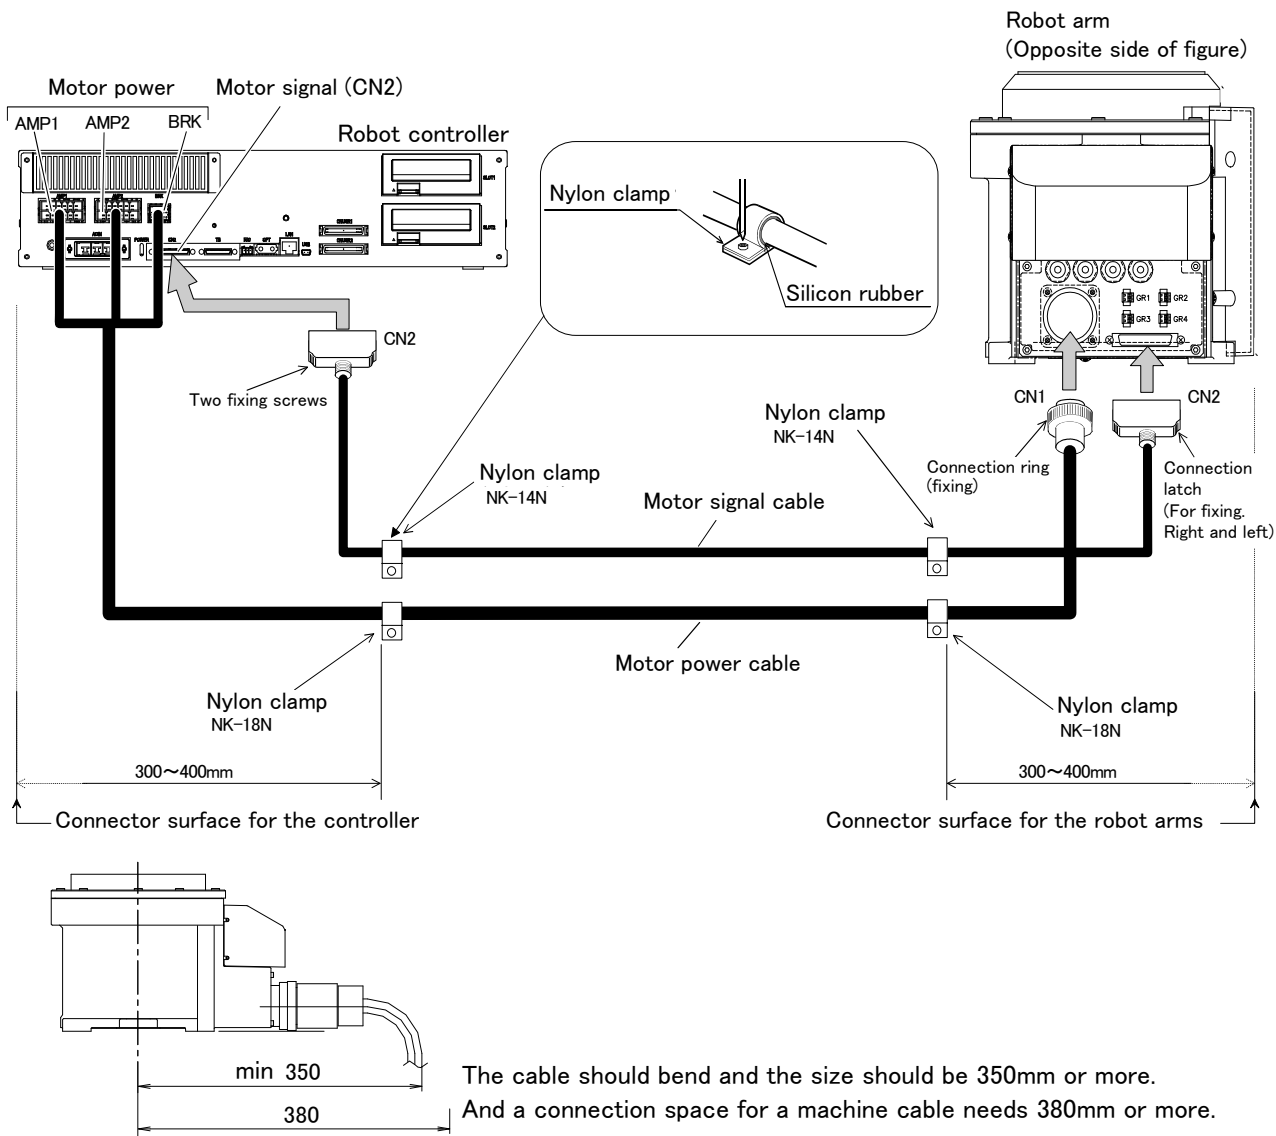 Robot arm
(Opposite side of figure)
Motor power
Motor signal (CN2)
AMP1
AMP2
BRK
Robot controller
Nylon clamp
Silicon rubber
GR1
GR2
GR3
GR4
CN2
Two fixing screws
CN1
CN2
Nylon clamp
NK-14N
Connection ring
(fixing)
Connection
latch
(For fixing.
Right and left)
Nylon clamp
NK-14N
Motor signal cable
Motor power cable
Nylon clamp
NK-18N
Nylon clamp
NK-18N
300～400mm
300～400mm
Connector surface for the controller
Connector surface for the robot arms
min 350
380
The cable should bend and the size should be 350mm or more.
And a connection space for a machine cable needs 380mm or more.